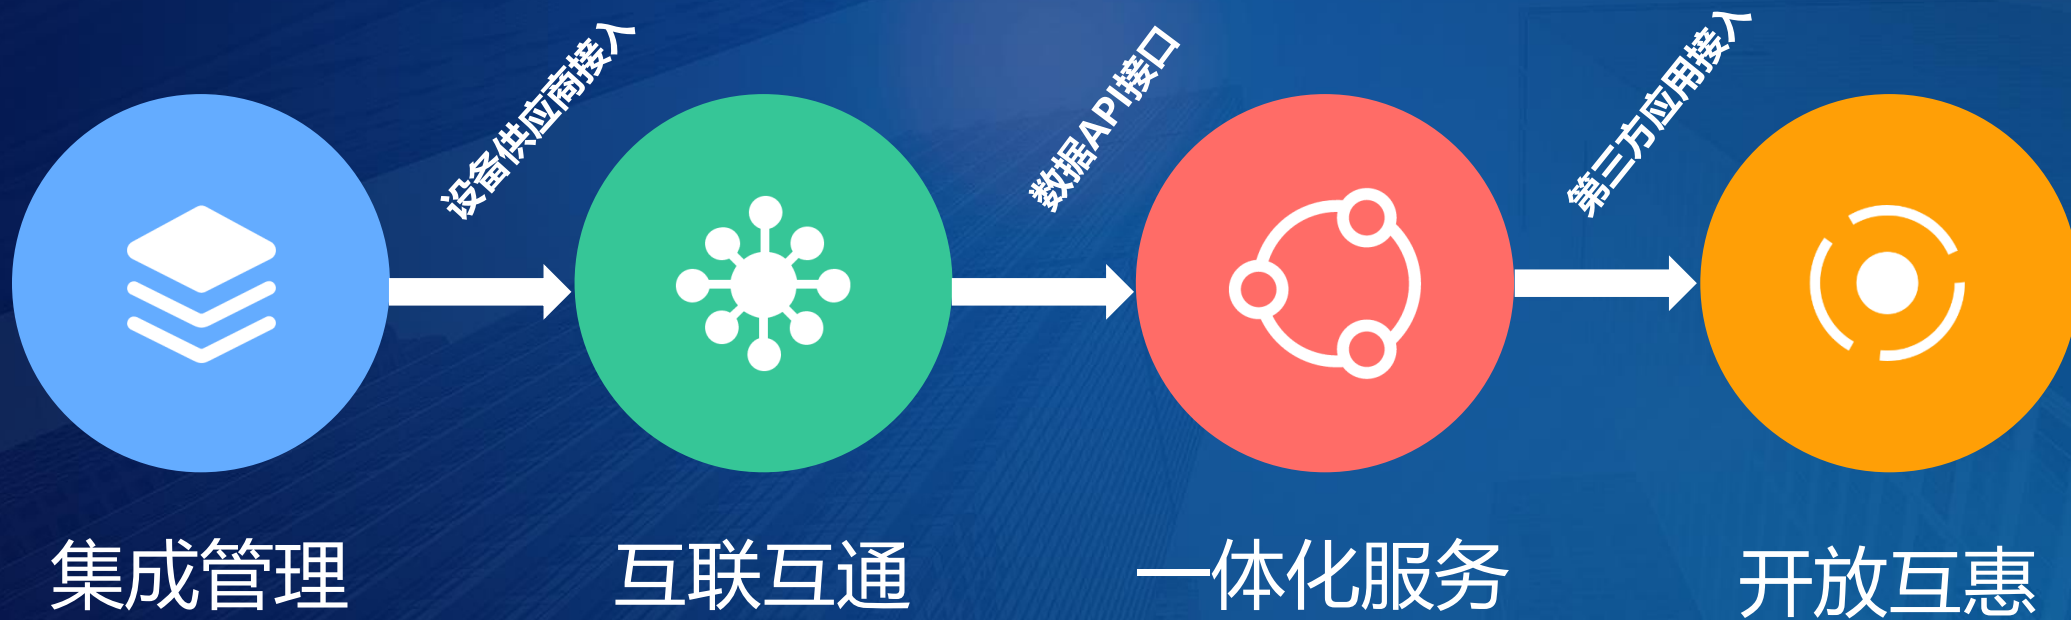 设备供应商接入
数据API接口
第三方应用接入
集成管理
互联互通
一体化服务
开放互惠